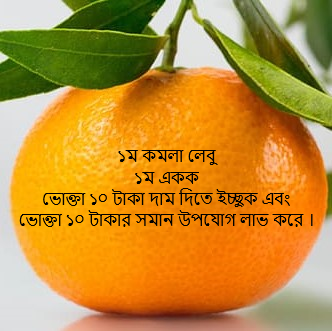 ১ম কমলা লেবু
১ম একক
ভোক্তা ১০ টাকা দাম দিতে ইচ্ছুক এবং
ভোক্তা ১০ টাকার সমান উপযোগ লাভ করে ।